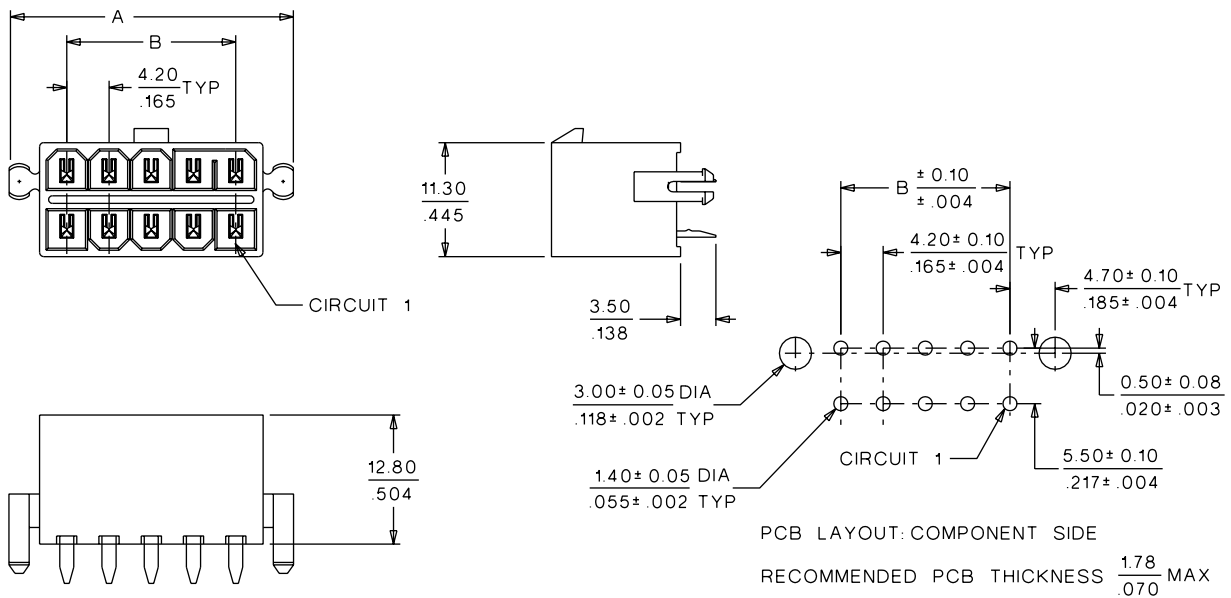 A
B
4.20 TYP
.165
CIRCUIT 1
11.30
.445
3.50
.138
12.80
.504
B ± 0.10
± .004
4.20± 0.10 TYP
.165± .004
4.70± 0.10 TYP
.185± .004
3.00± 0.05 DIA
.118± .002 TYP
0.50± 0.08
.020± .003
CIRCUIT 1
1.40± 0.05 DIA
.055± .002 TYP
5.50± 0.10
.217± .004
PCB LAYOUT: COMPONENT SIDE
RECOMMENDED PCB THICKNESS 1.78 MAX
.070